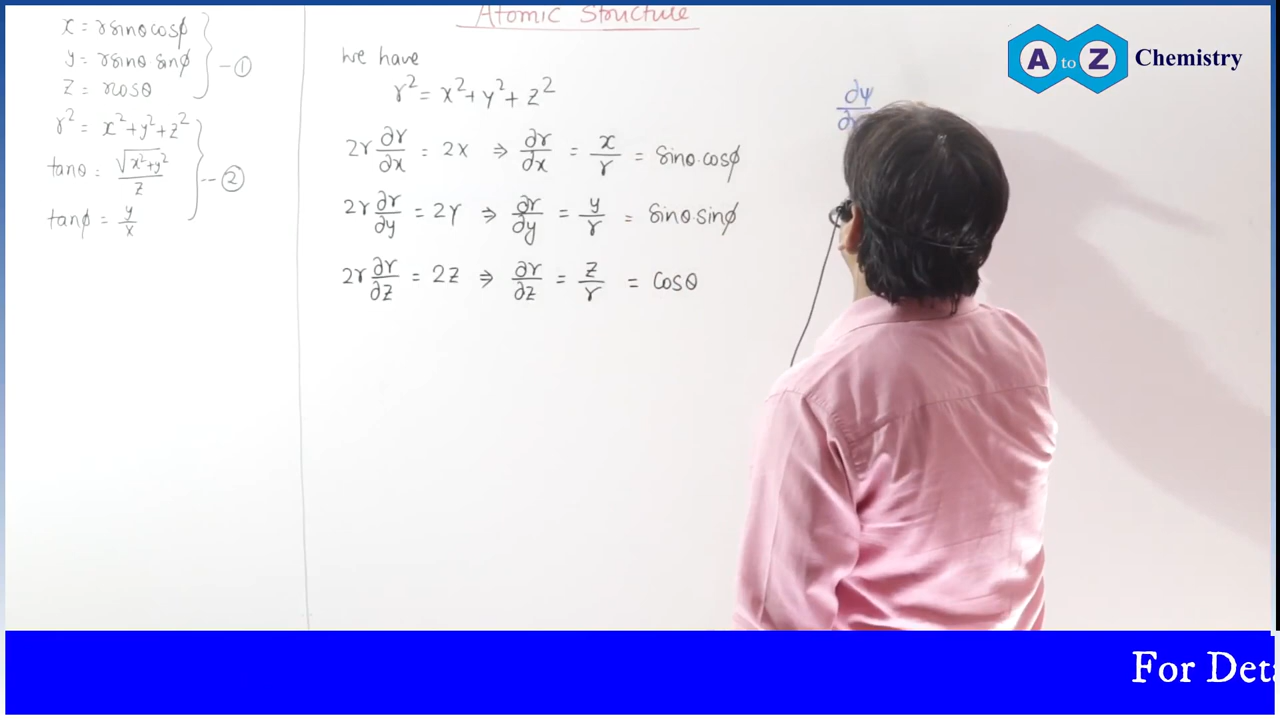 Atomic Structure
x = r sinθ cosϕ
y = r sinθ sinϕ
z = r cosθ
} -①
r² = x² + y² + z²
tanθ = √(x²+y²) / z
tanϕ = y/x
} --②
We have
r² = x² + y² + z²
2r ∂r/∂x = 2x ⇒ ∂r/∂x = x/r = sinθ.cosϕ
2r ∂r/∂y = 2y ⇒ ∂r/∂y = y/r = sinθ.sinϕ
2r ∂r/∂z = 2z ⇒ ∂r/∂z = z/r = cosθ
∂ψ
A to Z Chemistry
For Deta